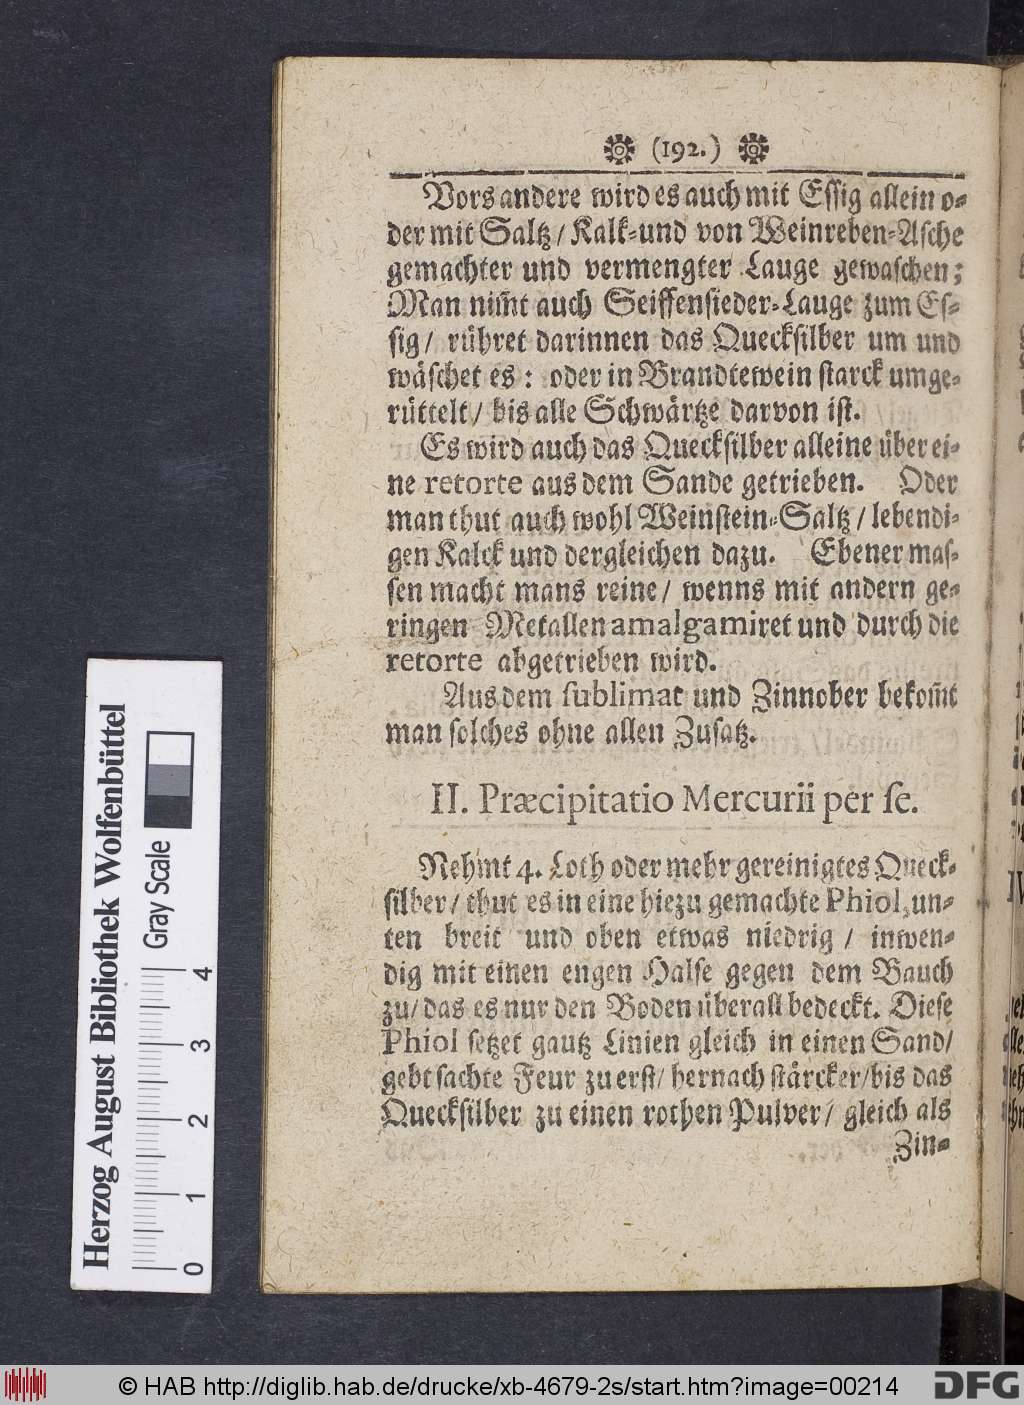 (192.)
Vors andere wird es auch mit Essig allein o-
der mit Saltz / Kalk-und von Weinreben-Asche
gemachter und vermengter Lauge gewaschen;
Man nim̃t auch Seiffensieder-Lauge zum Es-
sig / rühret darinnen das Quecksilber um und
wäschet es : oder in Brandtewein starck umge-
rüttelt / bis alle Schwärtze darvon ist.
Es wird auch das Quecksilber alleine über ei-
ne retorte aus dem Sande getrieben. Oder
man thut auch wohl Weinstein-Saltz / lebendi-
gen Kalck und dergleichen dazu. Ebener mas-
sen macht mans reine / wenns mit andern ge-
ringen Metallen amalgamiret und durch die
retorte abgetrieben wird.
Aus dem sublimat und Zinnober bekom̃t
man solches ohne allen Zusatz.
II. Præcipitatio Mercurii per se.
Nehmt 4. Loth oder mehr gereinigtes Queck-
silber / thut es in eine hiezu gemachte Phiol, un-
ten breit und oben etwas niedrig / inwen-
dig mit einen engen Halse gegen dem Bauch
zu / das es nur den Boden überall bedeckt. Diese
Phiol setzet gautz Linien gleich in einen Sand /
gebt sachte Feur zu erst / hernach stärcker / bis das
Quecksilber zu einen rothen Pulver / gleich als
Zin-
Herzog August Bibliothek Wolfenbüttel
Gray Scale
0 1 2 3 4
© HAB http://diglib.hab.de/drucke/xb-4679-2s/start.htm?image=00214
DFG